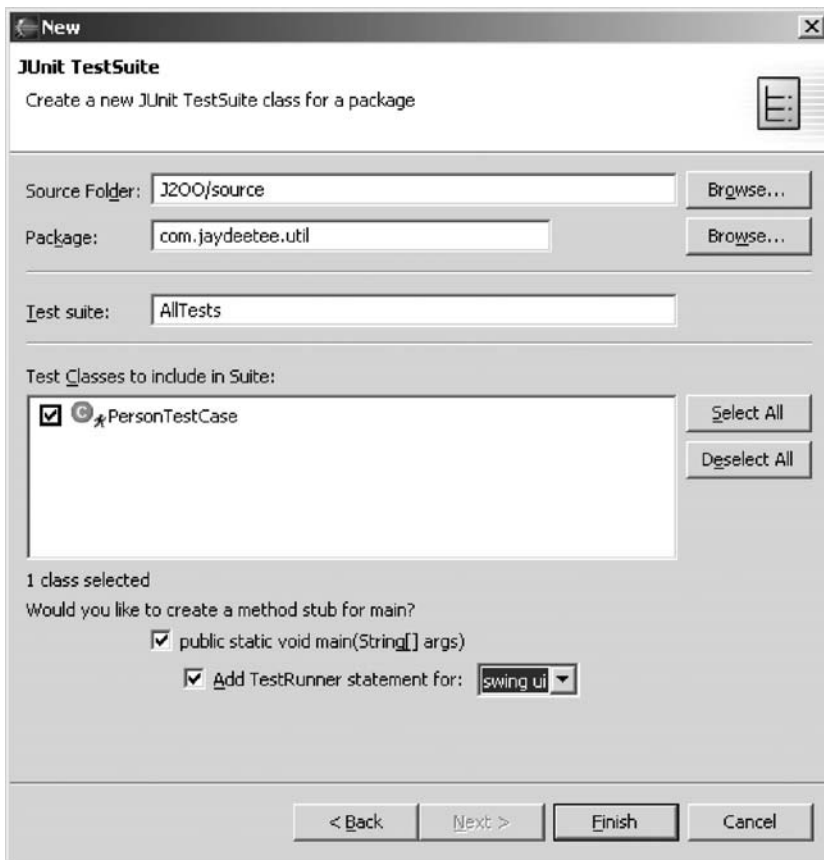 New
JUnit TestSuite
Create a new JUnit TestSuite class for a package
Source Folder: J2OO/source Browse...
Package: com.jaydeetee.util Browse...
Test suite: AllTests
Test Classes to include in Suite:
C PersonTestCase
Select All
Deselect All
1 class selected
Would you like to create a method stub for main?
public static void main(String[] args)
Add TestRunner statement for: swing ui
< Back Next > Finish Cancel